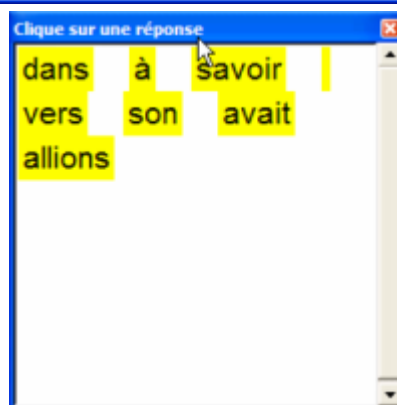 Clique sur une réponse
dans à savoir
vers son avait
allions